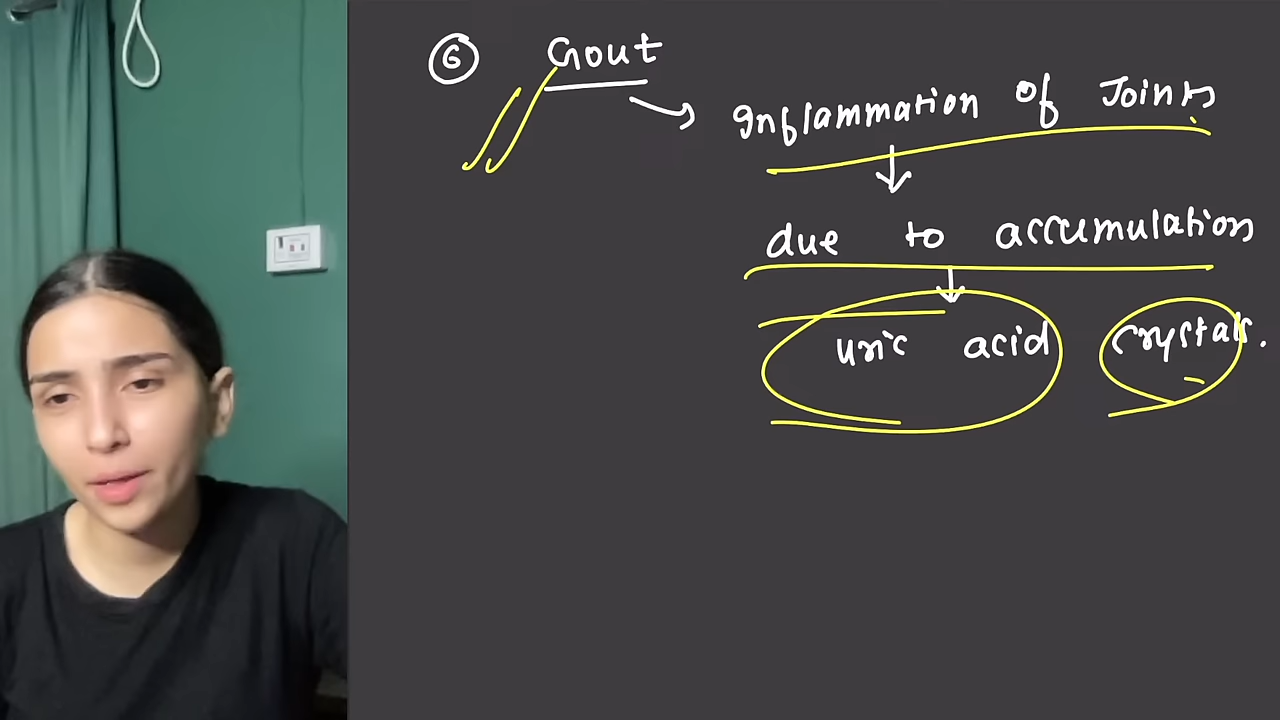 6 Gout
Inflammation of Joints
due to accumulation
uric acid crystals.